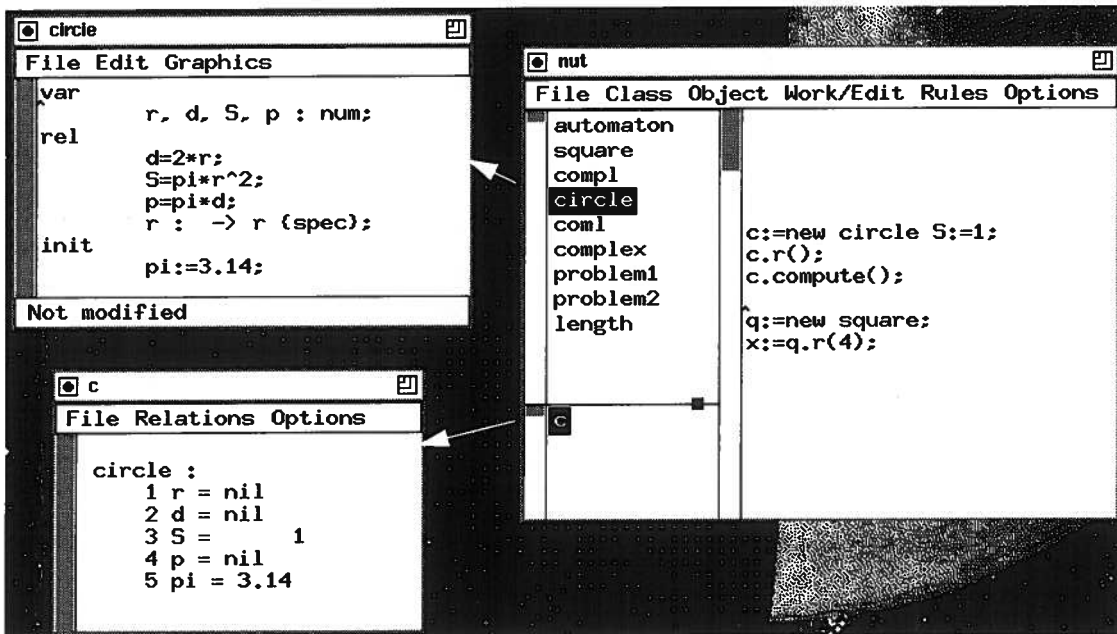 circle
File Edit Graphics
var
r, d, S, p : num;
rel
d=2*r;
S=pi*r^2;
p=pi*d;
r : -> r {spec};
init
pi:=3.14;
Not modified
c
File Relations Options
circle :
1 r = nil
2 d = nil
3 S = 1
4 p = nil
5 pi = 3.14
nut
File Class Object Work/Edit Rules Options
automaton
square
compl
circle
coml
complex
problem1
problem2
length
c
c:=new circle S:=1;
c.r();
c.compute();
q:=new square;
x:=q.r(4);